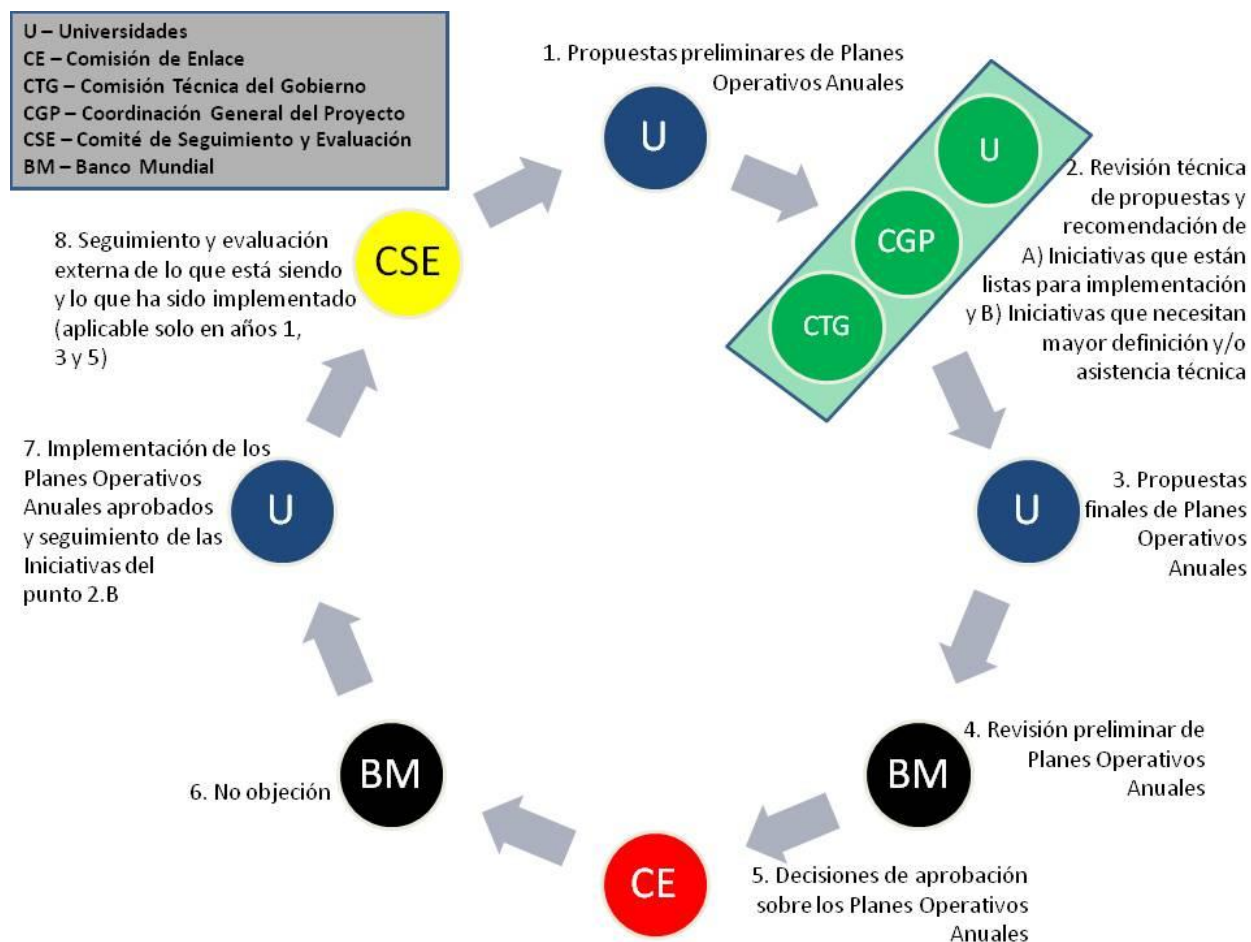 U – Universidades
CE – Comisión de Enlace
CTG – Comisión Técnica del Gobierno
CGP – Coordinación General del Proyecto
CSE – Comité de Seguimiento y Evaluación
BM – Banco Mundial
1. Propuestas preliminares de Planes
Operativos Anuales
U
U
CGP
CTG
2. Revisión técnica
de propuestas y
recomendación de
A) Iniciativas que están
listas para implementación
y B) Iniciativas que necesitan
mayor definición y/o
asistencia técnica
U
3. Propuestas
finales de Planes
Operativos
Anuales
BM
4. Revisión preliminar de
Planes Operativos
Anuales
CE
5. Decisiones de aprobación
sobre los Planes Operativos
Anuales
BM
6. No objeción
U
7. Implementación de los
Planes Operativos
Anuales aprobados
y seguimiento de las
Iniciativas del
punto 2.B
CSE
8. Seguimiento y evaluación
externa de lo que está siendo
y lo que ha sido implementado
(aplicable solo en años 1,
3 y 5)